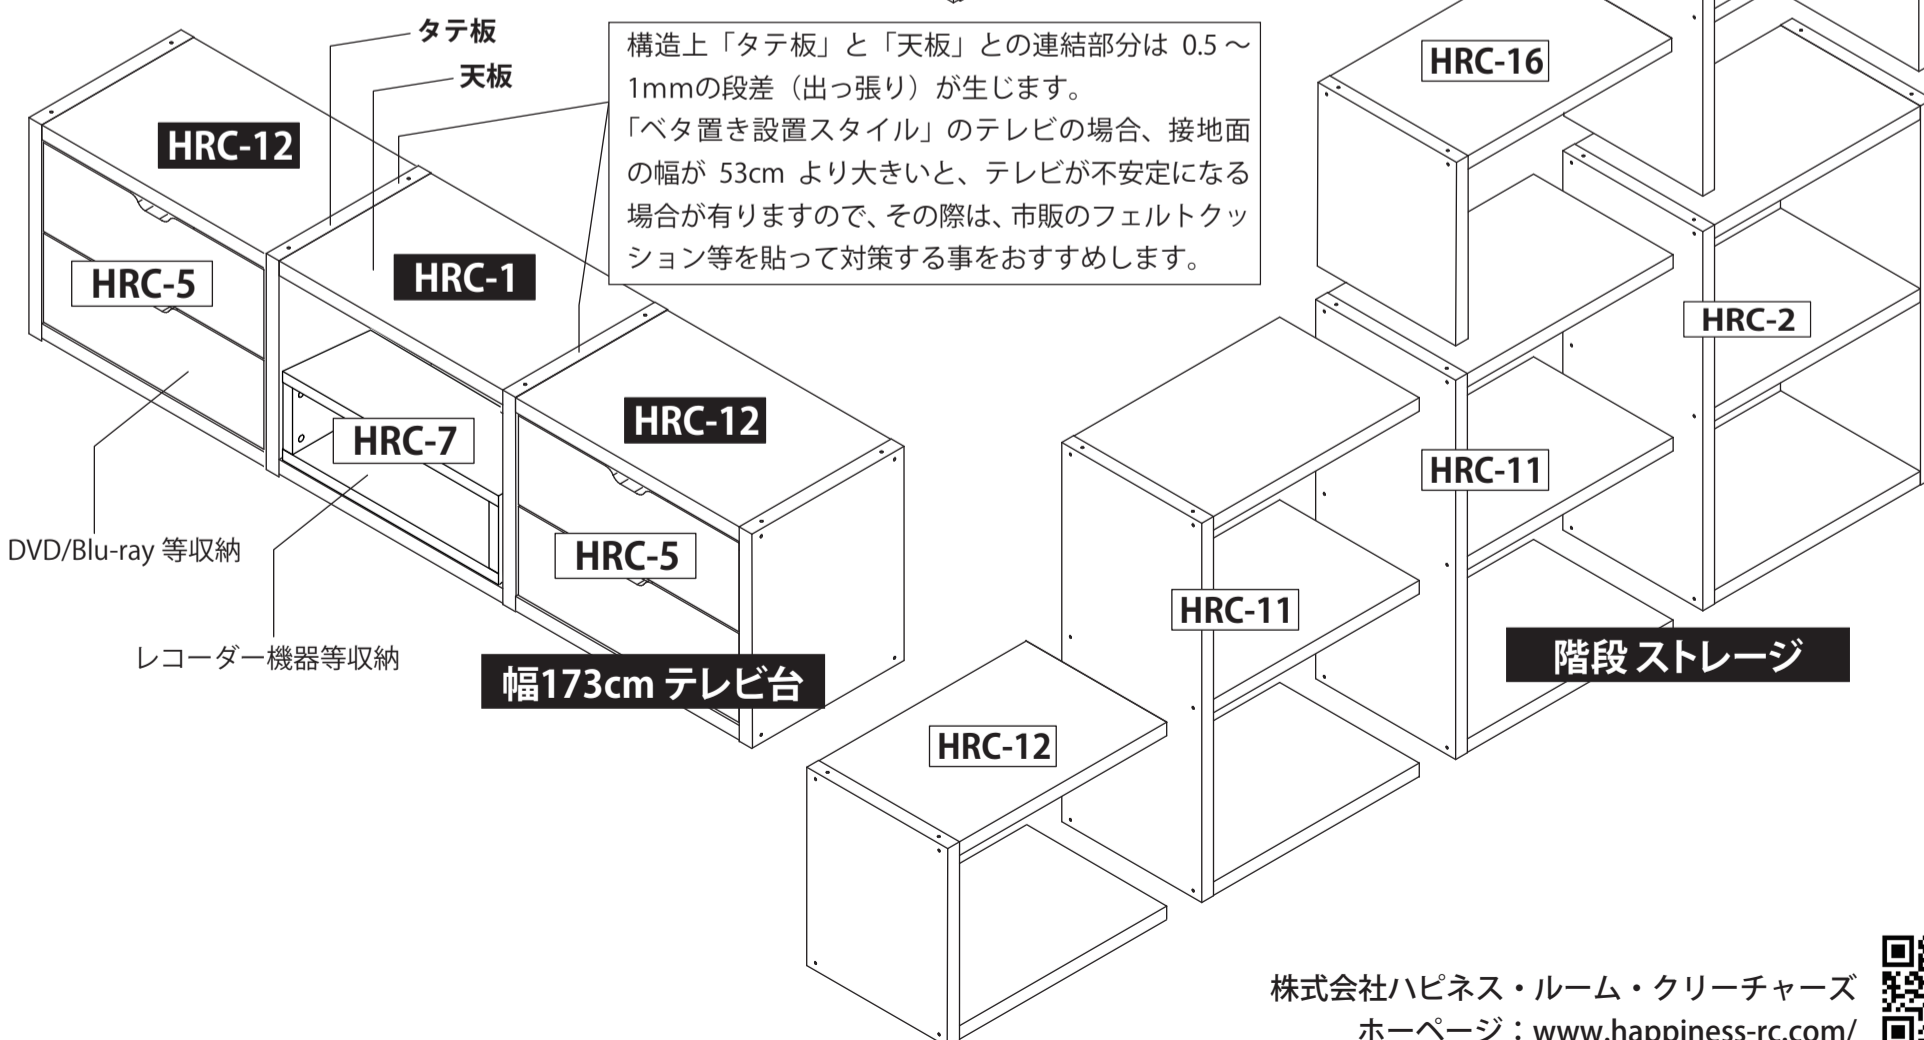 タテ板
天板
構造上「タテ板」と「天板」との連結部分は 0.5～
1mmの段差（出っ張り）が生じます。
「ベタ置き設置スタイル」のテレビの場合、接地面
の幅が 53cm より大きいと、テレビが不安定になる
場合が有りますので、その際は、市販のフェルトクッ
ション等を貼って対策する事をおすすめします。
HRC-12
HRC-5
HRC-1
HRC-7
HRC-12
HRC-5
DVD/Blu-ray 等収納
レコーダー機器等収納
幅173cm テレビ台
HRC-16
HRC-2
HRC-11
HRC-11
HRC-12
階段 ストレージ
株式会社ハピネス・ルーム・クリーチャーズ
ホーページ：www.happiness-rc.com/